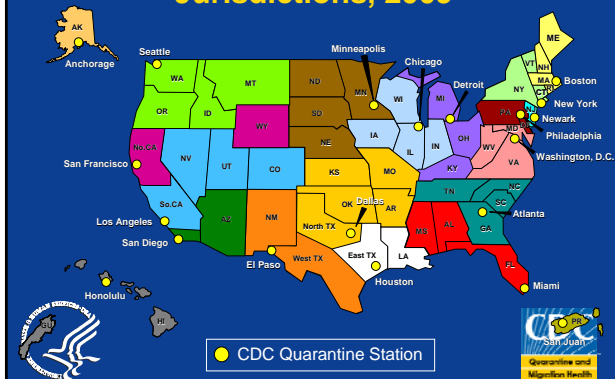 Jurisdictions, 2005
AK
Anchorage
Seattle
Minneapolis
Chicago
Detroit
ME
VT
NH
MA
RI
CT
NY
Boston
New York
Newark
Philadelphia
Washington, D.C.
WA
MT
ND
MN
WI
MI
OR
ID
SD
WY
IA
IL
IN
OH
PA
NJ
MD
WV
VA
KY
NE
No.CA
NV
UT
CO
KS
MO
San Francisco
TN
NC
SC
OK
AR
Dallas
So.CA
AZ
NM
North TX
MS
AL
GA
Atlanta
Los Angeles
San Diego
El Paso
West TX
East TX
LA
FL
Houston
Miami
Honolulu
HI
GU
PR
San Juan
CDC
Quarantine and
Migration Health
CDC Quarantine Station